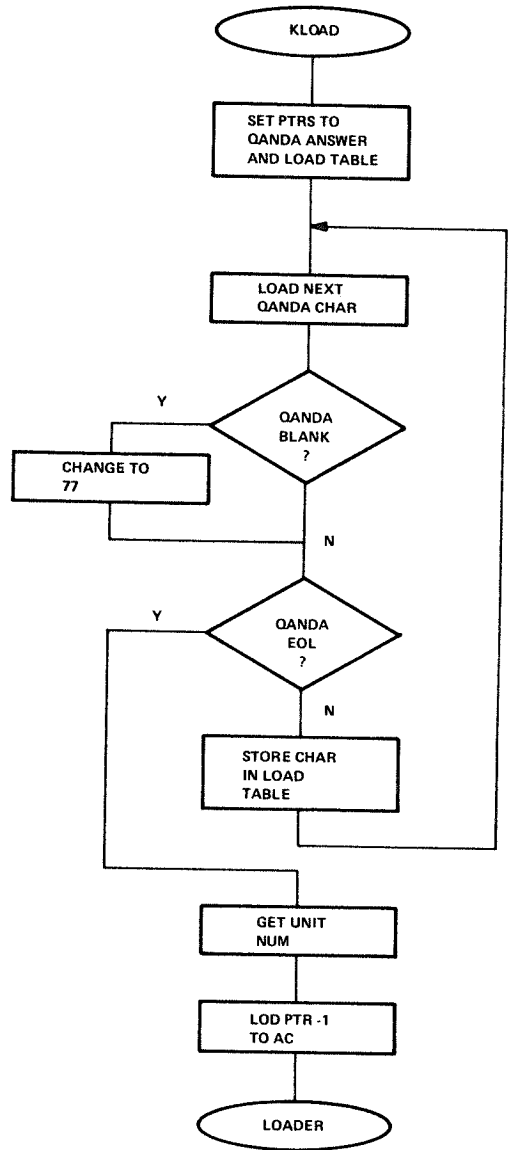 KLOAD
SET PTRS TO
QANDA ANSWER
AND LOAD TABLE
LOAD NEXT
QANDA CHAR
Y
QANDA
BLANK
?
CHANGE TO
77
N
Y
QANDA
EOL
?
N
STORE CHAR
IN LOAD
TABLE
GET UNIT
NUM
LOD PTR -1
TO AC
LOADER